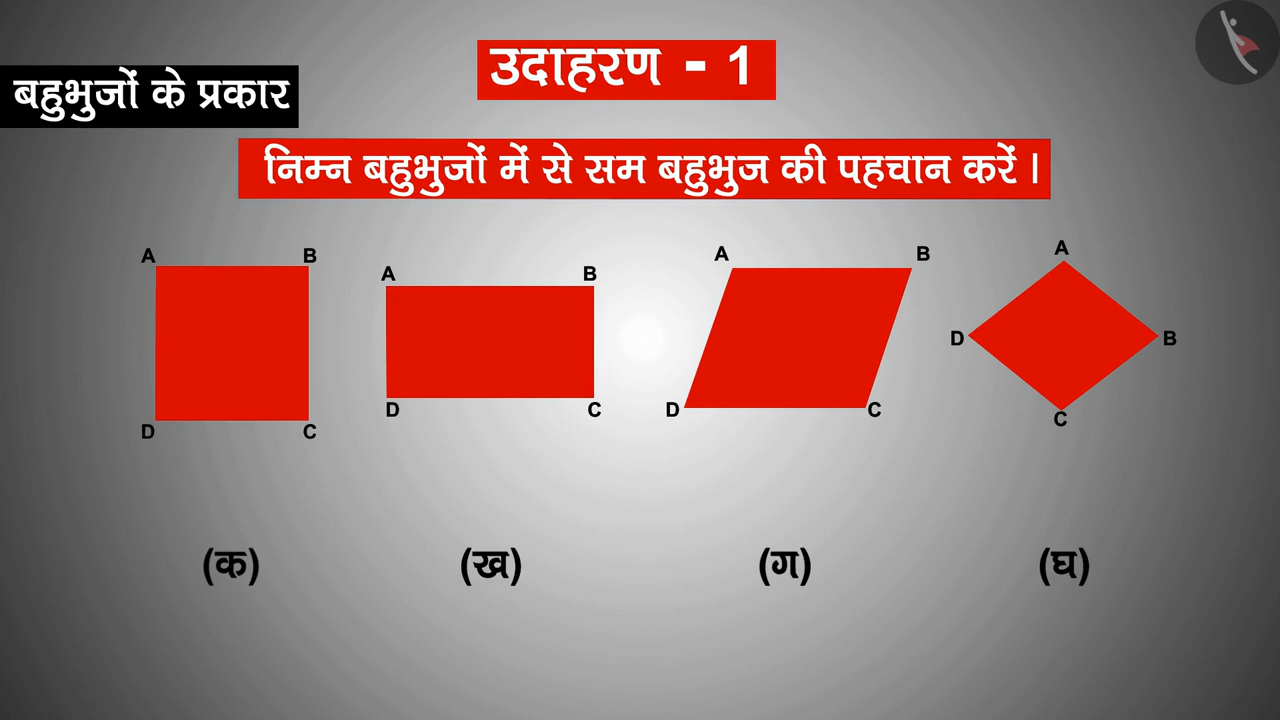 उदाहरण - 1
बहुभुजों के प्रकार
निम्न बहुभुजों में से सम बहुभुज की पहचान करें ।
A B
D C
A B
D C
A B
D C
A
D B
C
(क) (ख) (ग) (घ)